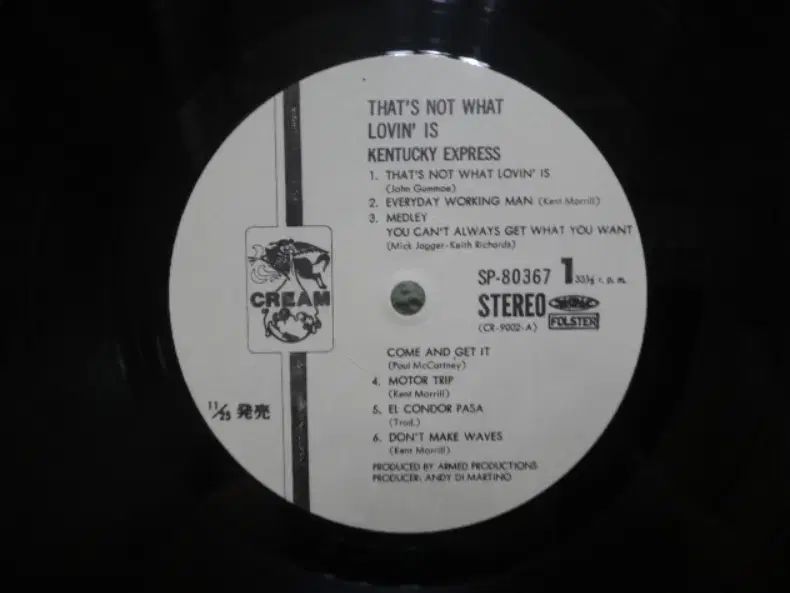 THAT'S NOT WHAT
LOVIN' IS
KENTUCKY EXPRESS
1. THAT'S NOT WHAT LOVIN' IS
(John Gummoe)
2. EVERYDAY WORKING MAN (Kent Morrill)
3. MEDLEY
YOU CAN'T ALWAYS GET WHAT YOU WANT
(Mick Jagger-Keith Richards)
SP-80367 1 33⅓ r. p. m.
STEREO
(CR-9002-A)
FOLSTER
CREAM
COME AND GET IT
(Paul McCartney)
4. MOTOR TRIP
(Kent Morrill)
5. EL CONDOR PASA
(Trad.)
11/25 発売
6. DON'T MAKE WAVES
(Kent Morrill)
PRODUCED BY ARMED PRODUCTIONS
PRODUCER: ANDY DI MARTINO